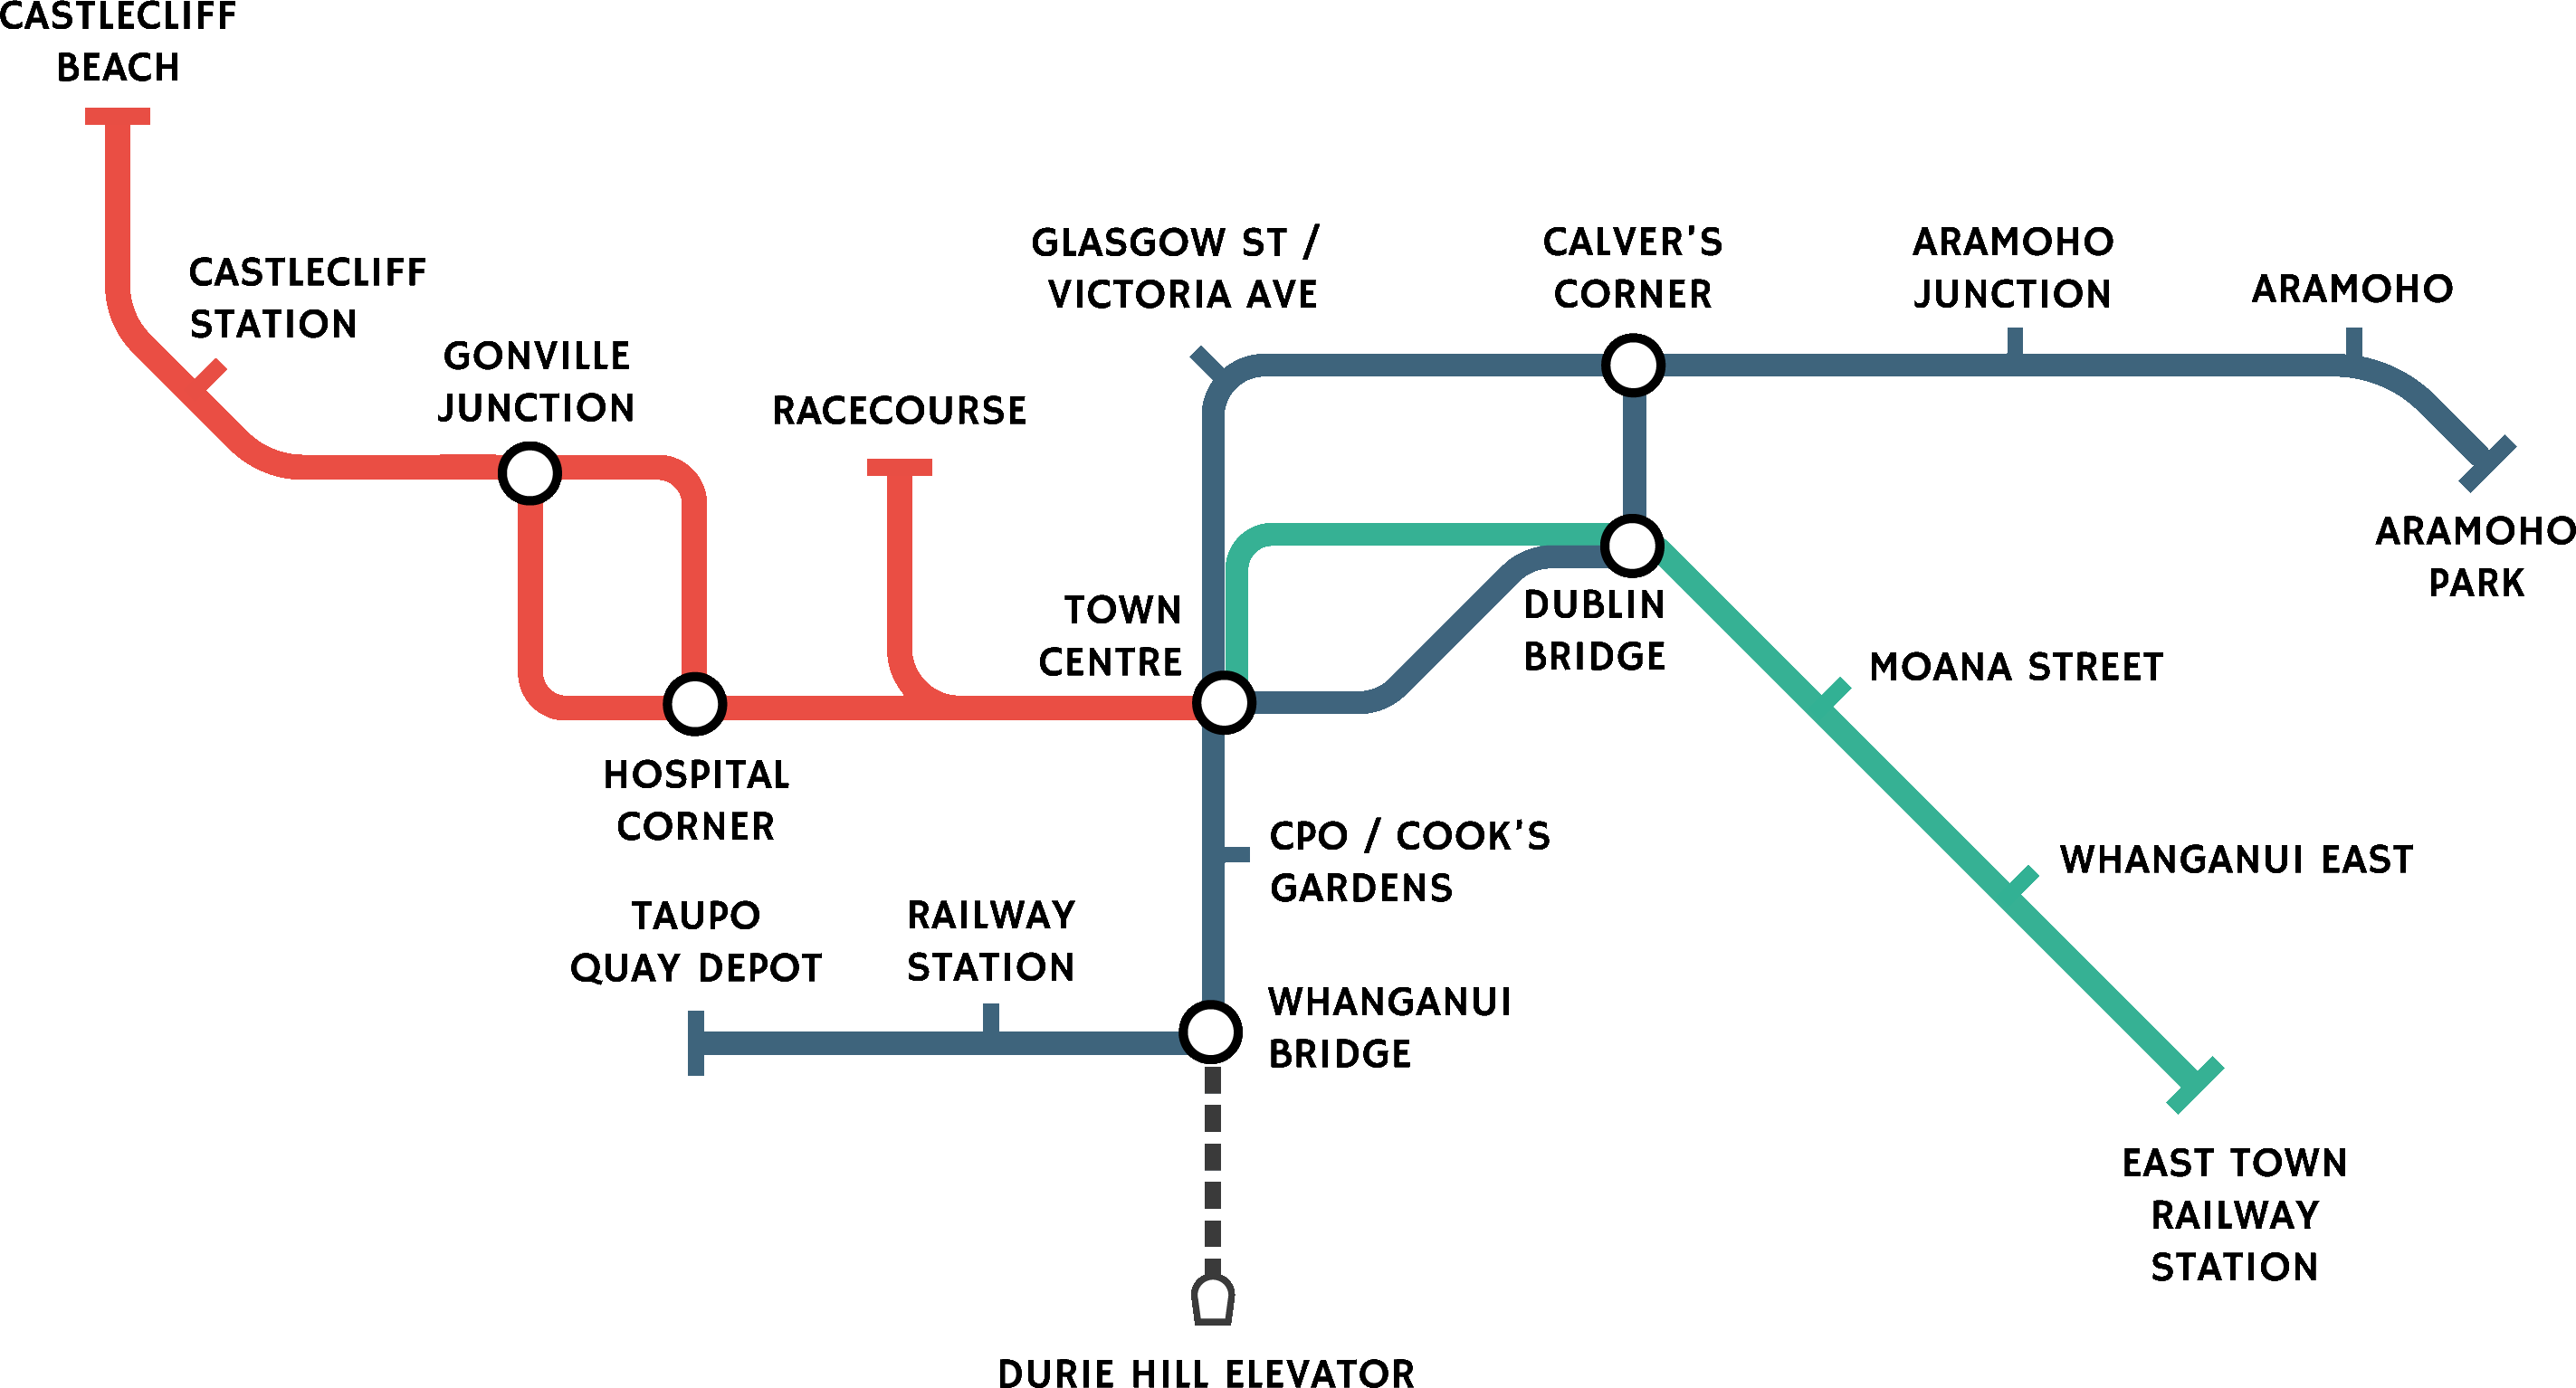 CASTLECLIFF
BEACH
CASTLECLIFF
STATION
GONVILLE
JUNCTION
RACECOURSE
GLASGOW ST /
VICTORIA AVE
CALVER'S
CORNER
ARAMOHO
JUNCTION
ARAMOHO
ARAMOHO
PARK
TOWN
CENTRE
DUBLIN
BRIDGE
MOANA STREET
HOSPITAL
CORNER
CPO / COOK'S
GARDENS
WHANGANUI EAST
TAUPO
QUAY DEPOT
RAILWAY
STATION
WHANGANUI
BRIDGE
EAST TOWN
RAILWAY
STATION
DURIE HILL ELEVATOR